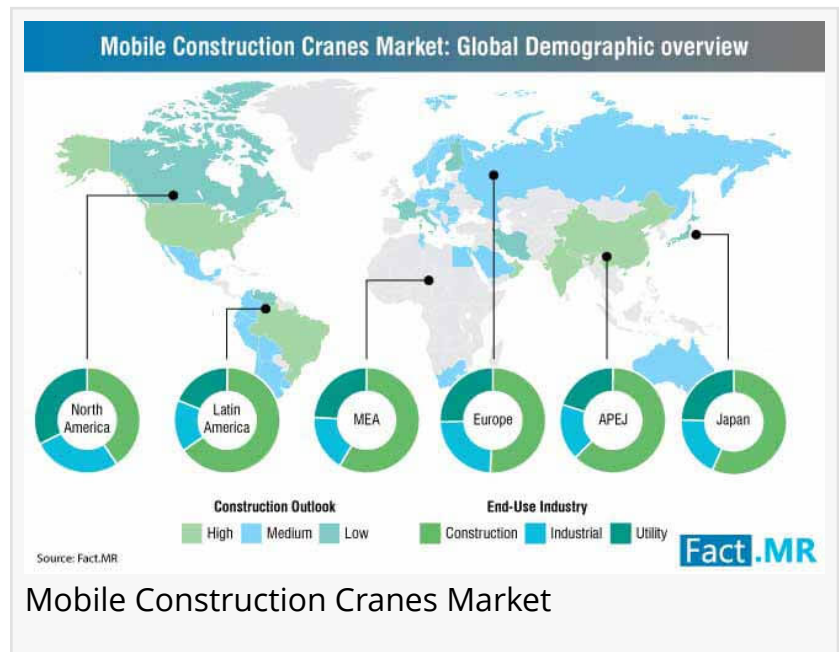 Mobile Construction Cranes Market: Global Demographic overview
North
America
Latin
America
MEA
Europe
APEJ
Japan
Construction Outlook
High
Medium
Low
End-Use Industry
Construction
Industrial
Utility
Source: Fact.MR
Fact.MR
Mobile Construction Cranes Market